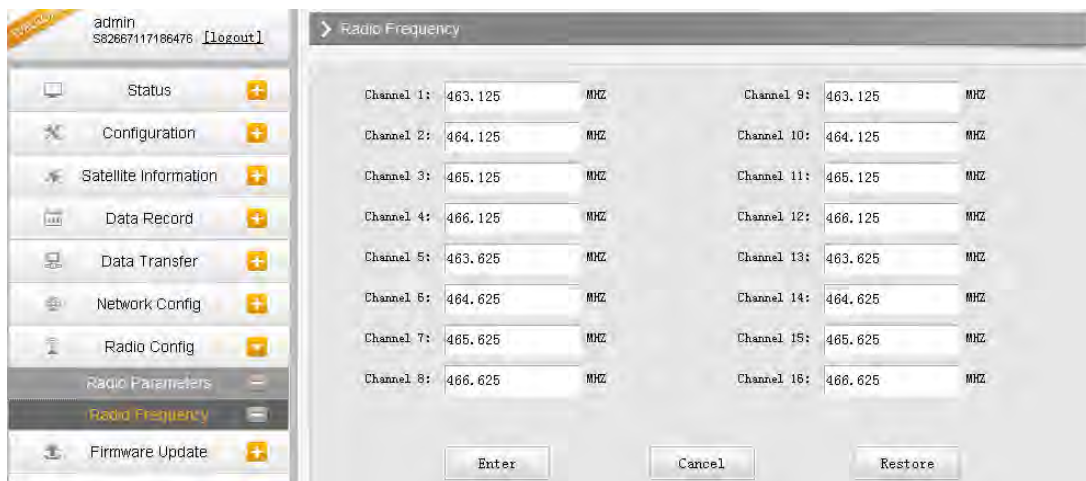 admin
S82667117186476 [logout]
Status
Configuration
Satellite Information
Data Record
Data Transfer
Network Config
Radio Config
Radio Parameters
Radio Frequency
Firmware Update
Radio Frequency
Channel 1: 463.125 MHZ Channel 9: 463.125 MHZ
Channel 2: 464.125 MHZ Channel 10: 464.125 MHZ
Channel 3: 465.125 MHZ Channel 11: 465.125 MHZ
Channel 4: 466.125 MHZ Channel 12: 466.125 MHZ
Channel 5: 463.625 MHZ Channel 13: 463.625 MHZ
Channel 6: 464.625 MHZ Channel 14: 464.625 MHZ
Channel 7: 465.625 MHZ Channel 15: 465.625 MHZ
Channel 8: 466.625 MHZ Channel 16: 466.625 MHZ
Enter Cancel Restore